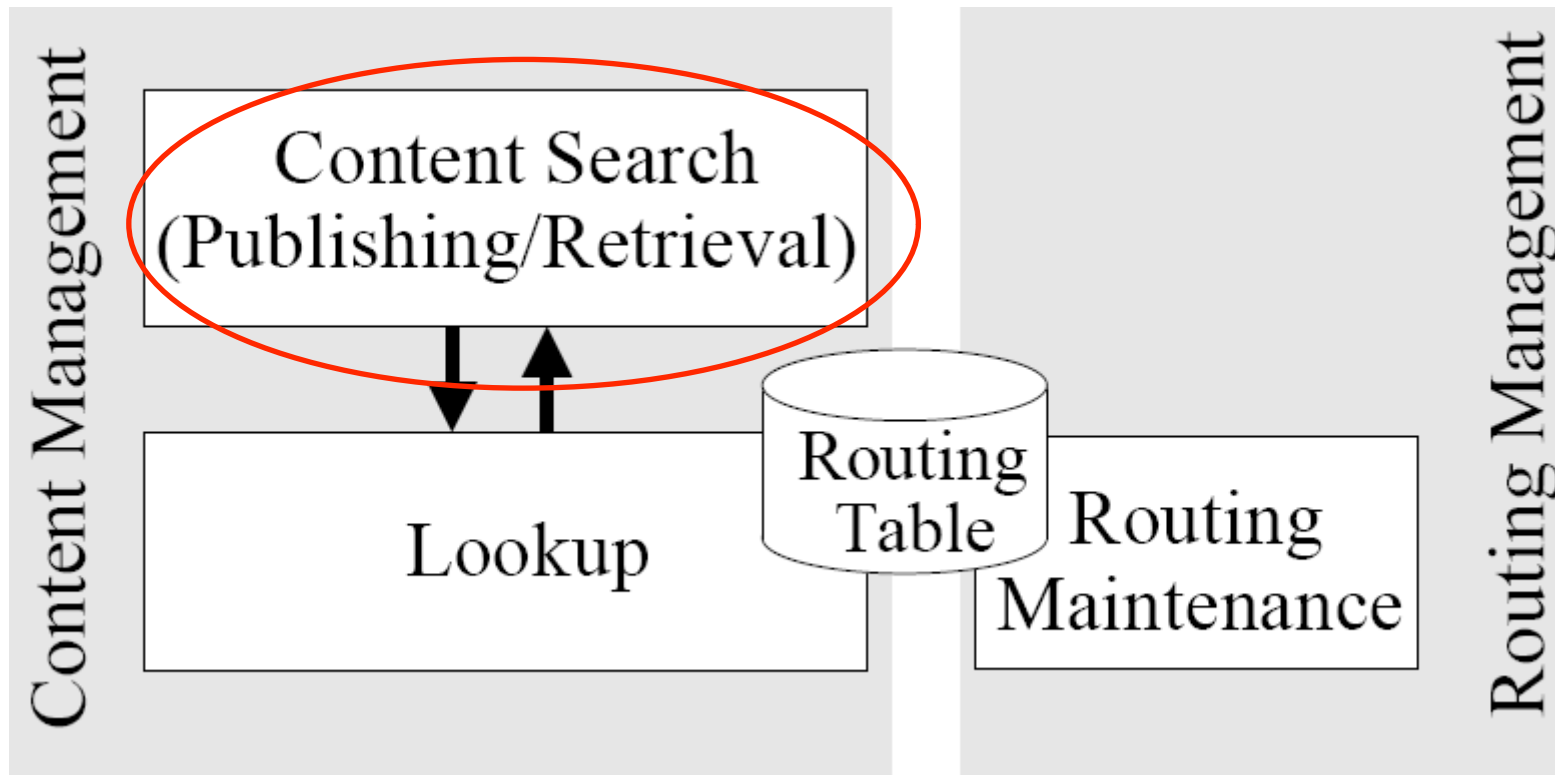 Content Management
Content Search
(Publishing/Retrieval)
Lookup
Routing
Table
Routing
Maintenance
Routing Management